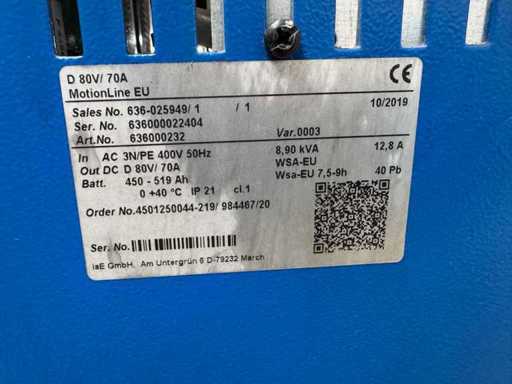 D 80V/ 70A
MotionLine EU
CE
10/2019
Sales No. 636-025949/ 1 / 1
Ser. No. 636000022404
Art.No. 636000232 Var.0003
In AC 3N/PE 400V 50Hz 8,90 kVA 12,8 A
Out DC D 80V/ 70A WSA-EU
Batt. 450 - 519 Ah Wsa-EU 7,5-9h 40 Pb
0 +40 °C IP 21 cl.1
Order No.4501250044-219/ 984467/20
Ser. No.
iaE GmbH, Am Untergrün 6 D-79232 March